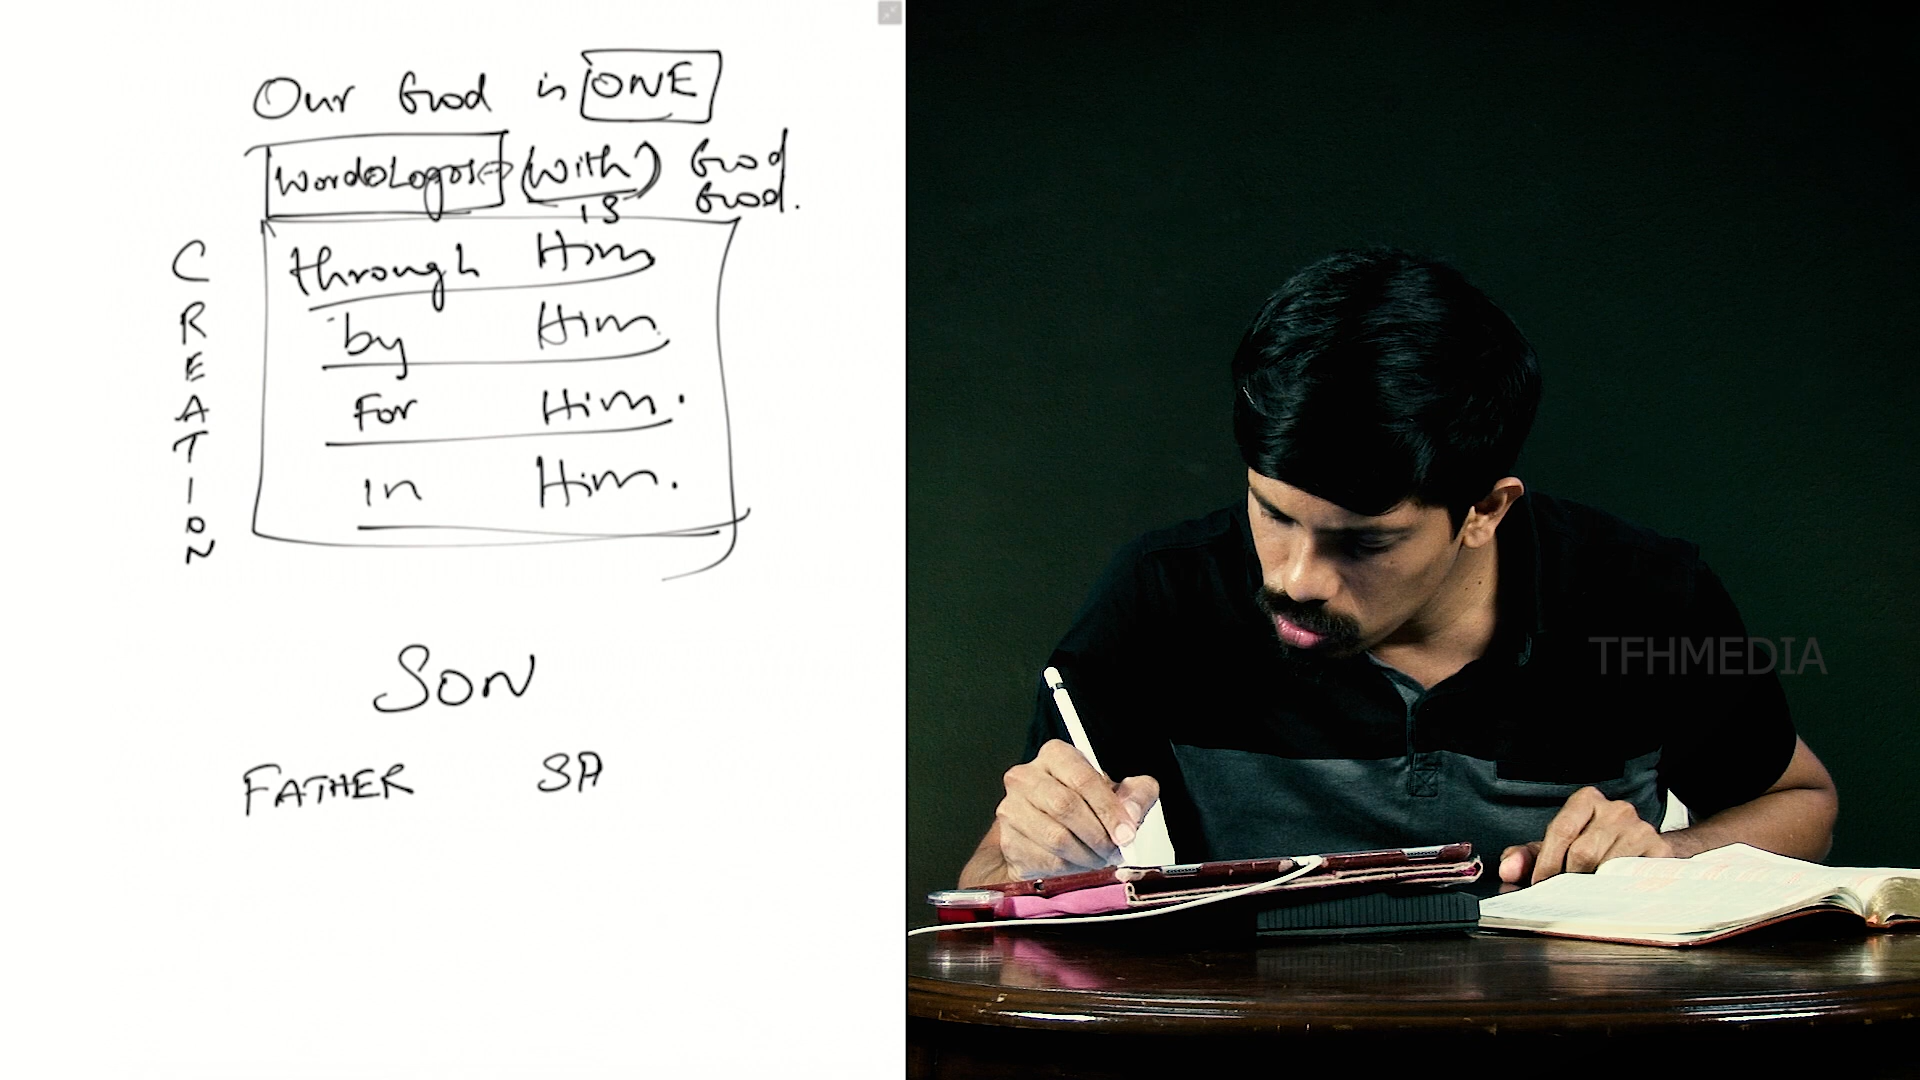 Our God is ONE
Word Logos (with) God
is God.
CREATION
through Him
by Him
For Him.
in Him.
SON
FATHER
TFHMEDIA